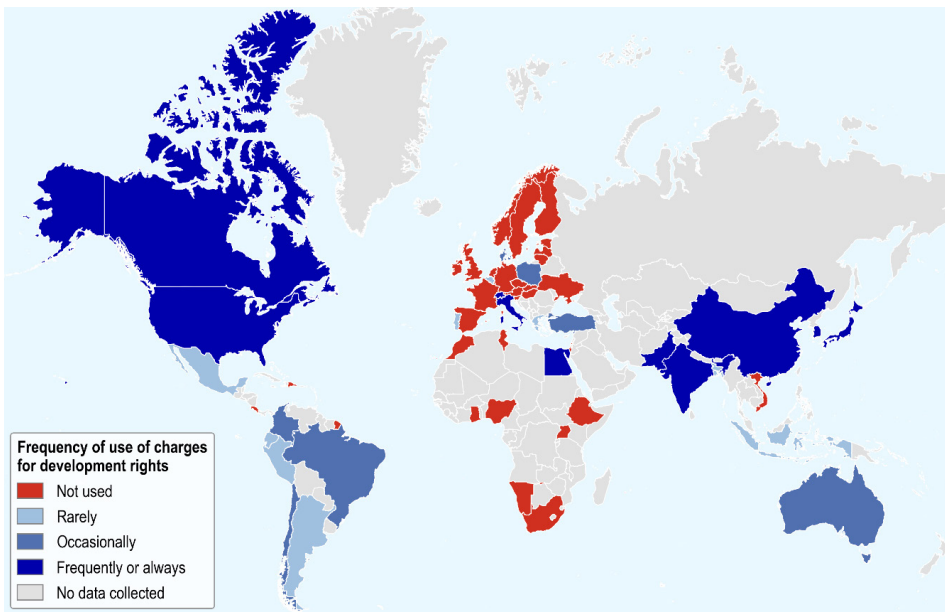 Frequency of use of charges
for development rights
Not used
Rarely
Occasionally
Frequently or always
No data collected